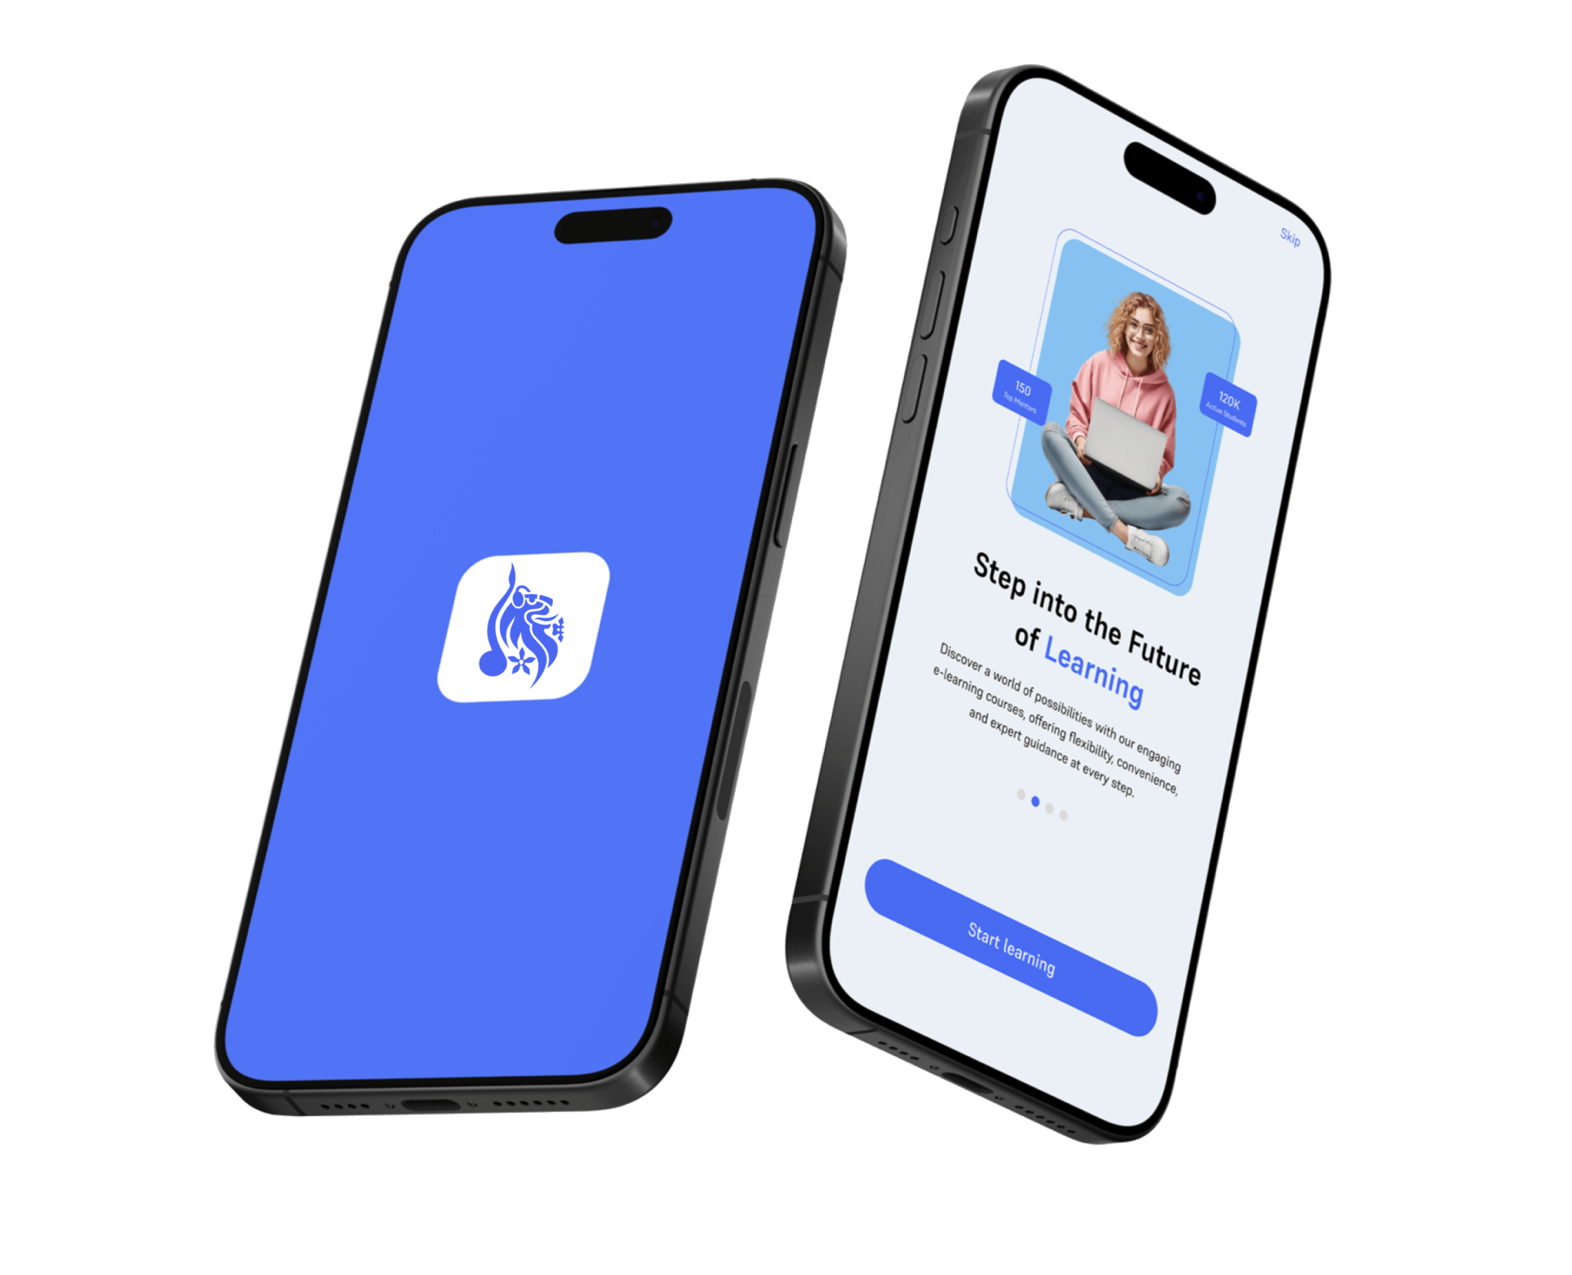 Skip
150
Top Mentors
120K
Active Students
Step into the Future
of Learning
Discover a world of possibilities with our engaging
e-learning courses, offering flexibility, convenience,
and expert guidance at every step.
Start learning